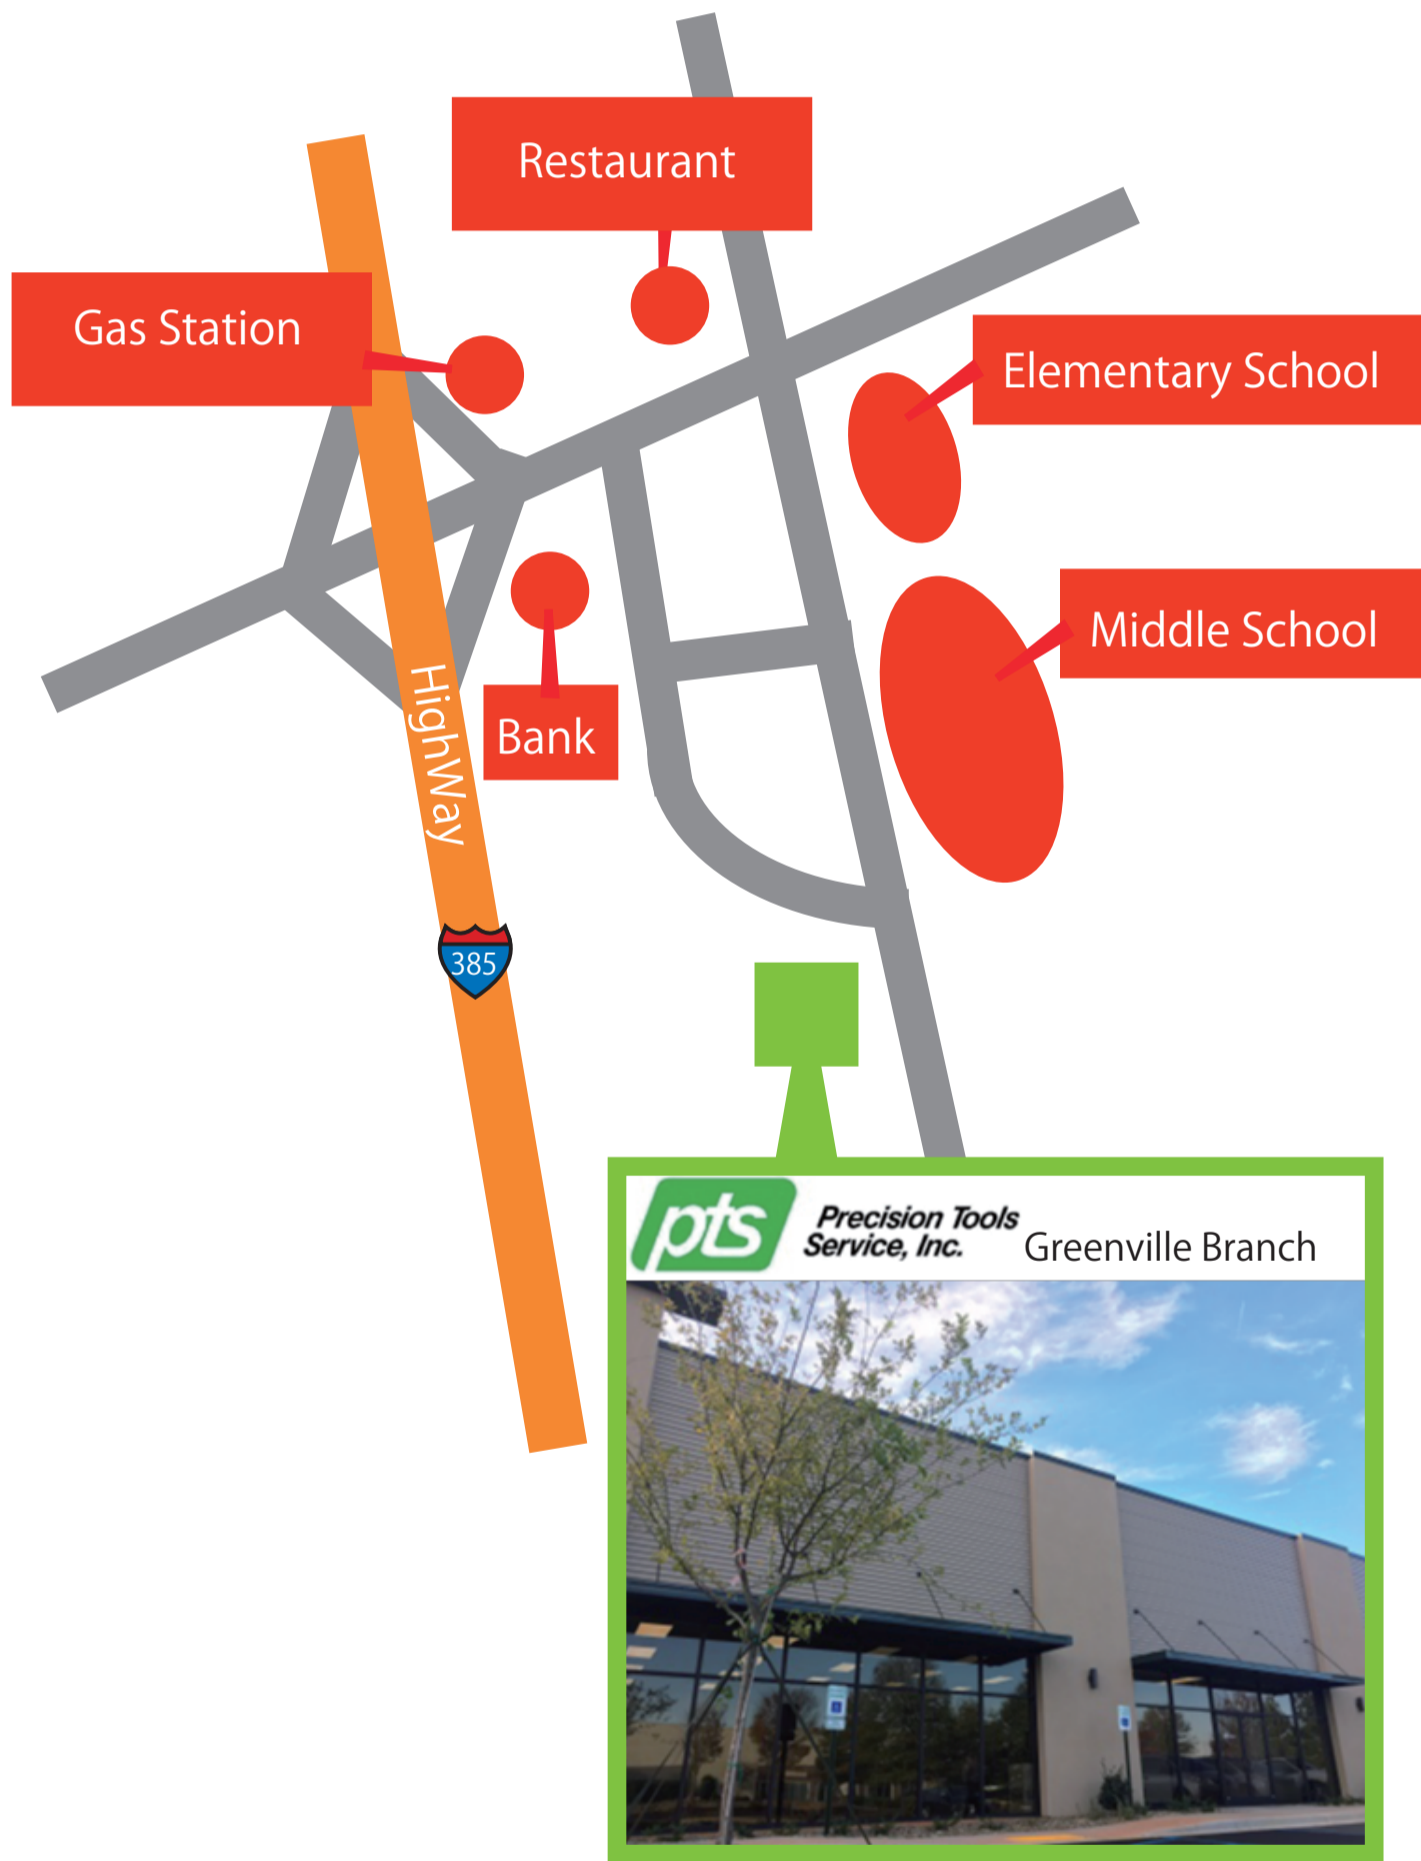 Restaurant
Gas Station
Elementary School
Middle School
Bank
HighWay
385
pts
Precision Tools
Service, Inc.
Greenville Branch